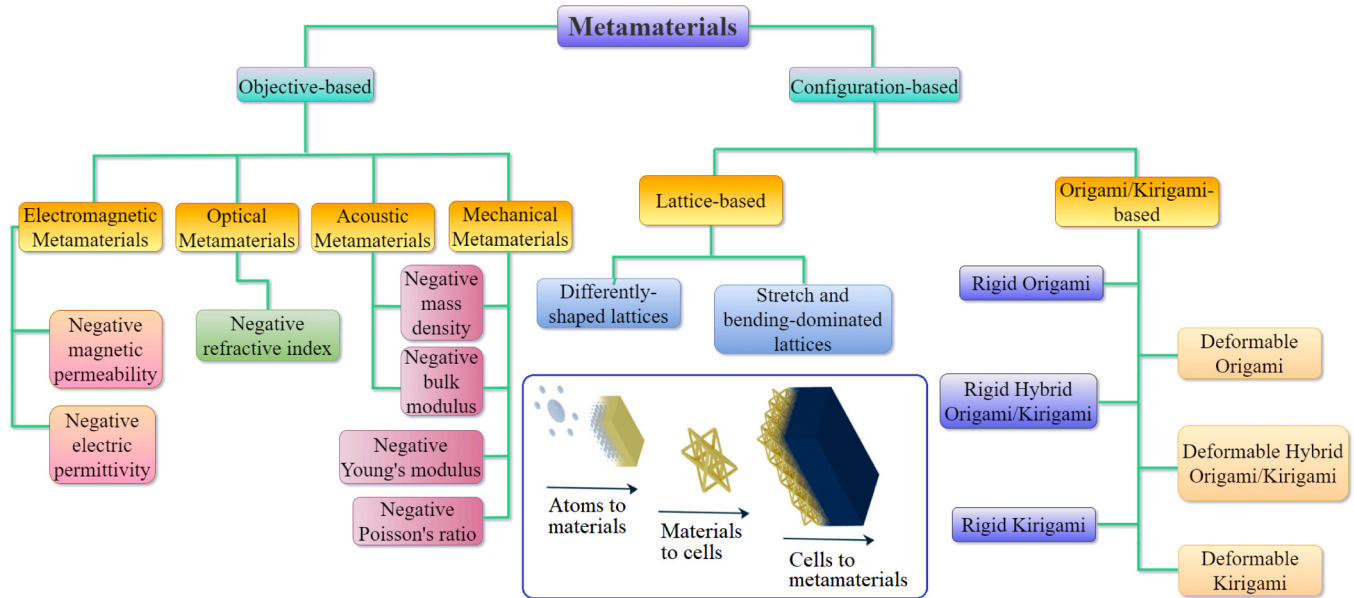 Metamaterials
Objective-based
Configuration-based
Electromagnetic
Metamaterials
Optical
Metamaterials
Acoustic
Metamaterials
Mechanical
Metamaterials
Lattice-based
Origami/Kirigami-
based
Negative
magnetic
permeability
Negative
electric
permittivity
Negative
refractive index
Negative
mass
density
Negative
bulk
modulus
Negative
Young's modulus
Negative
Poisson's ratio
Differently-
shaped lattices
Stretch and
bending-dominated
lattices
Atoms to
materials
Materials
to cells
Cells to
metamaterials
Rigid Origami
Deformable
Origami
Rigid Hybrid
Origami/Kirigami
Deformable Hybrid
Origami/Kirigami
Rigid Kirigami
Deformable
Kirigami